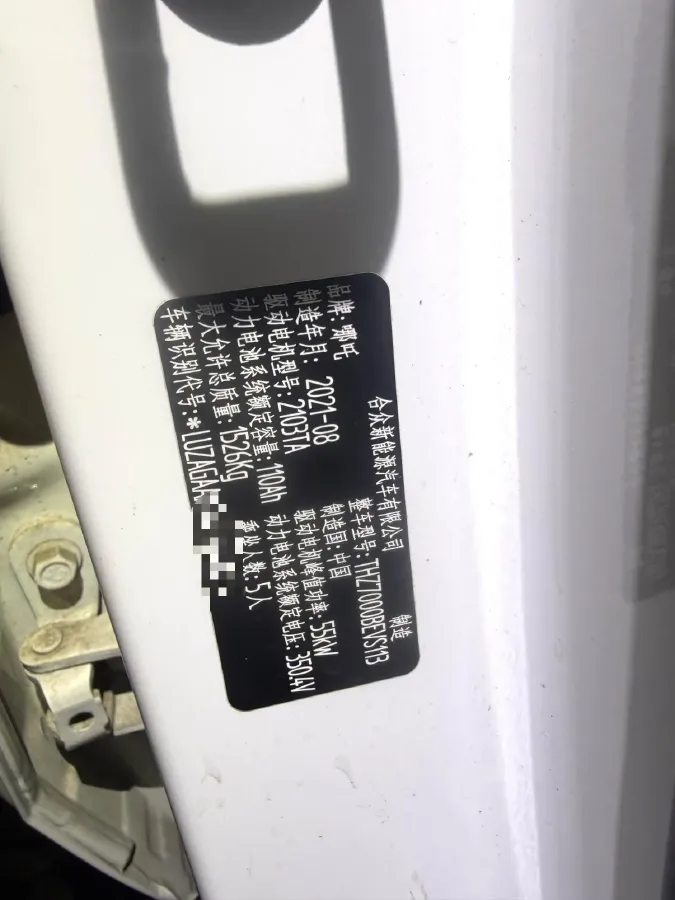 合众新能源汽车有限公司 制造
品牌:哪吒 整车型号:THZ7000BEVS113
制造年月: 2021-08 制造国:中国
驱动电机型号:2103TA 驱动电机峰值功率:55KW
动力电池系统额定容量:110Ah 动力电池系统额定电压:350.4V
最大允许总质量:1526Kg 乘坐人数:5人
车辆识别代号:*LUZAGAA